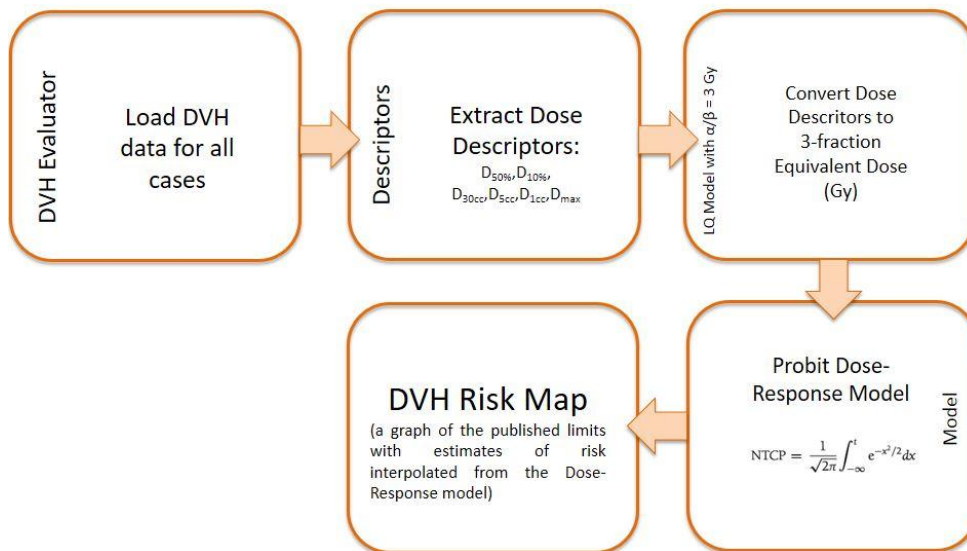 DVH Evaluator
Load DVH
data for all
cases
Descriptors
Extract Dose
Descriptors:
D50%,D10%,
D30cc,D5cc,D1cc,Dmax
LQ Model with α/β = 3 Gy
Convert Dose
Descritors to
3-fraction
Equivalent Dose
(Gy)
Probit Dose-
Response Model
NTCP = 1/√2π ∫_{-∞}^{t} e^{-x²/2}dx
Model
DVH Risk Map
(a graph of the published limits
with estimates of risk
interpolated from the Dose-
Response model)